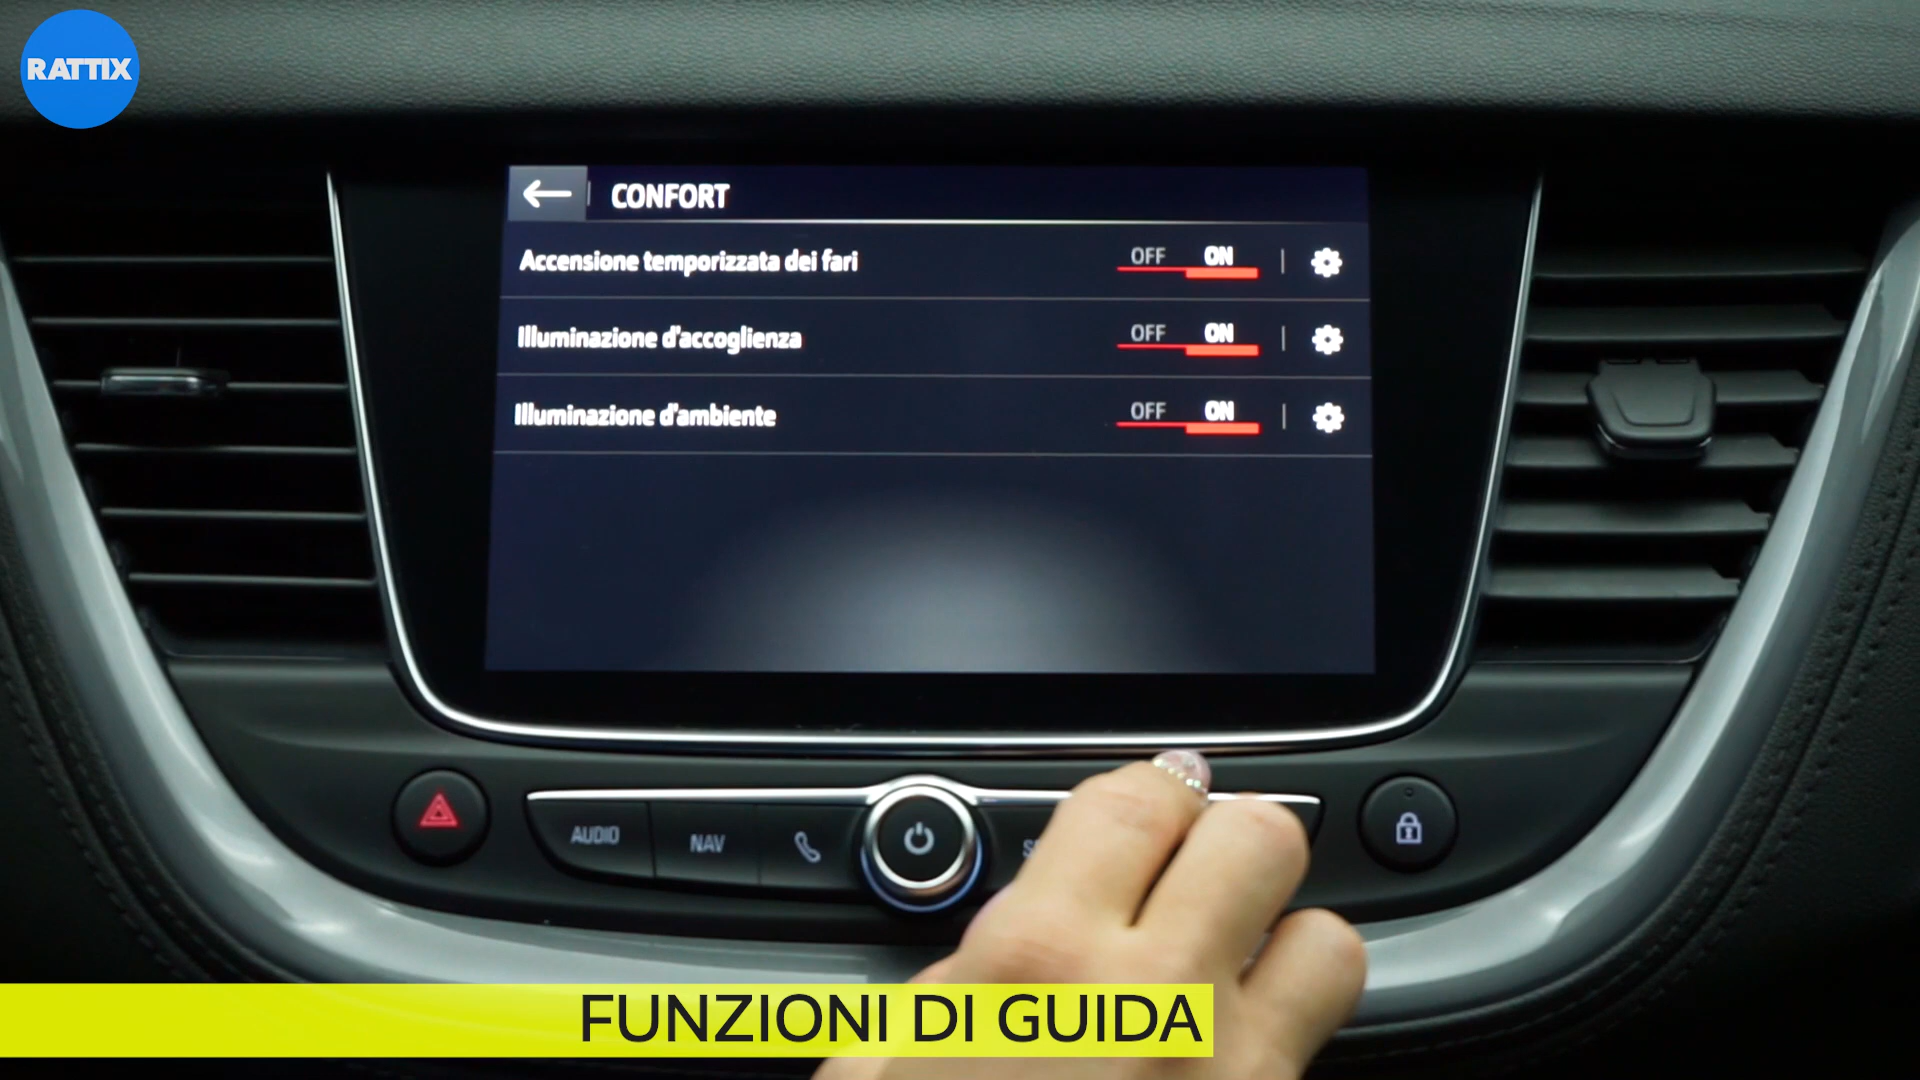 RATTIX
CONFORT
Accensione temporizzata dei fari OFF ON
Illuminazione d'accoglienza OFF ON
Illuminazione d'ambiente OFF ON
AUDIO
NAV
FUNZIONI DI GUIDA